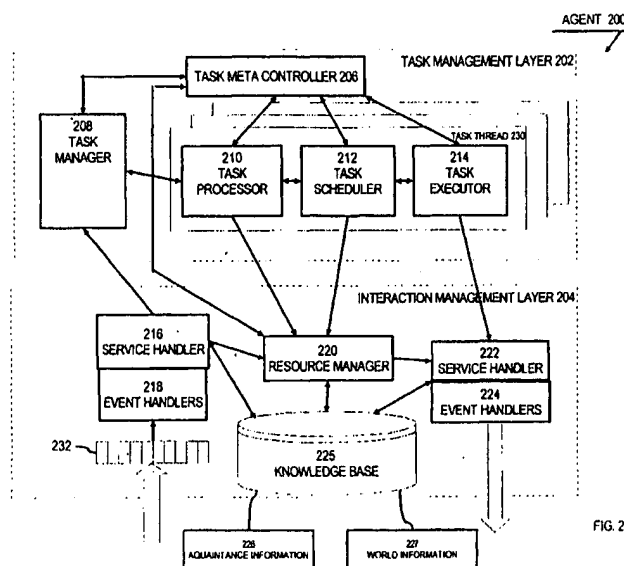 AGENT 200
TASK MANAGEMENT LAYER 202
TASK META CONTROLLER 206
208
TASK
MANAGER
TASK THREAD 230
210
TASK
PROCESSOR
212
TASK
SCHEDULER
214
TASK
EXECUTOR
INTERACTION MANAGEMENT LAYER 204
216
SERVICE HANDLER
218
EVENT HANDLERS
220
RESOURCE MANAGER
222
SERVICE HANDLER
224
EVENT HANDLERS
232
225
KNOWLEDGE BASE
226
AQUAINTANCE INFORMATION
227
WORLD INFORMATION
FIG. 2